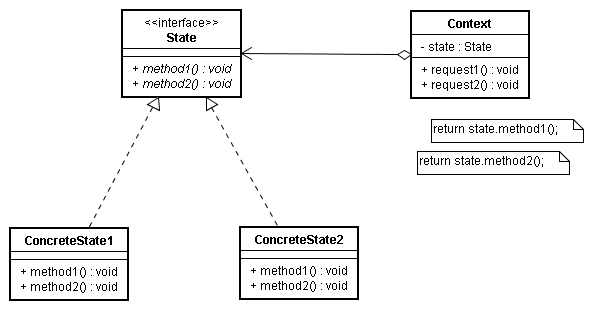 <<interface>>
State
+ method1() : void
+ method2() : void
Context
- state : State
+ request1() : void
+ request2() : void
return state.method1();
return state.method2();
ConcreteState1
+ method1() : void
+ method2() : void
ConcreteState2
+ method1() : void
+ method2() : void